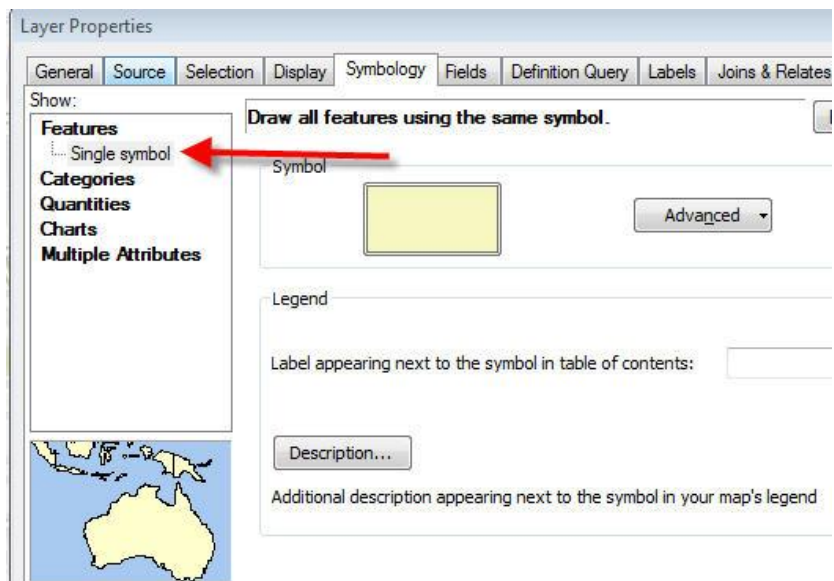 Layer Properties
General Source Selection Display Symbology Fields Definition Query Labels Joins & Relates
Show:
Features
Single symbol
Categories
Quantities
Charts
Multiple Attributes
Draw all features using the same symbol.
Symbol
Advanced
Legend
Label appearing next to the symbol in table of contents:
Description...
Additional description appearing next to the symbol in your map's legend